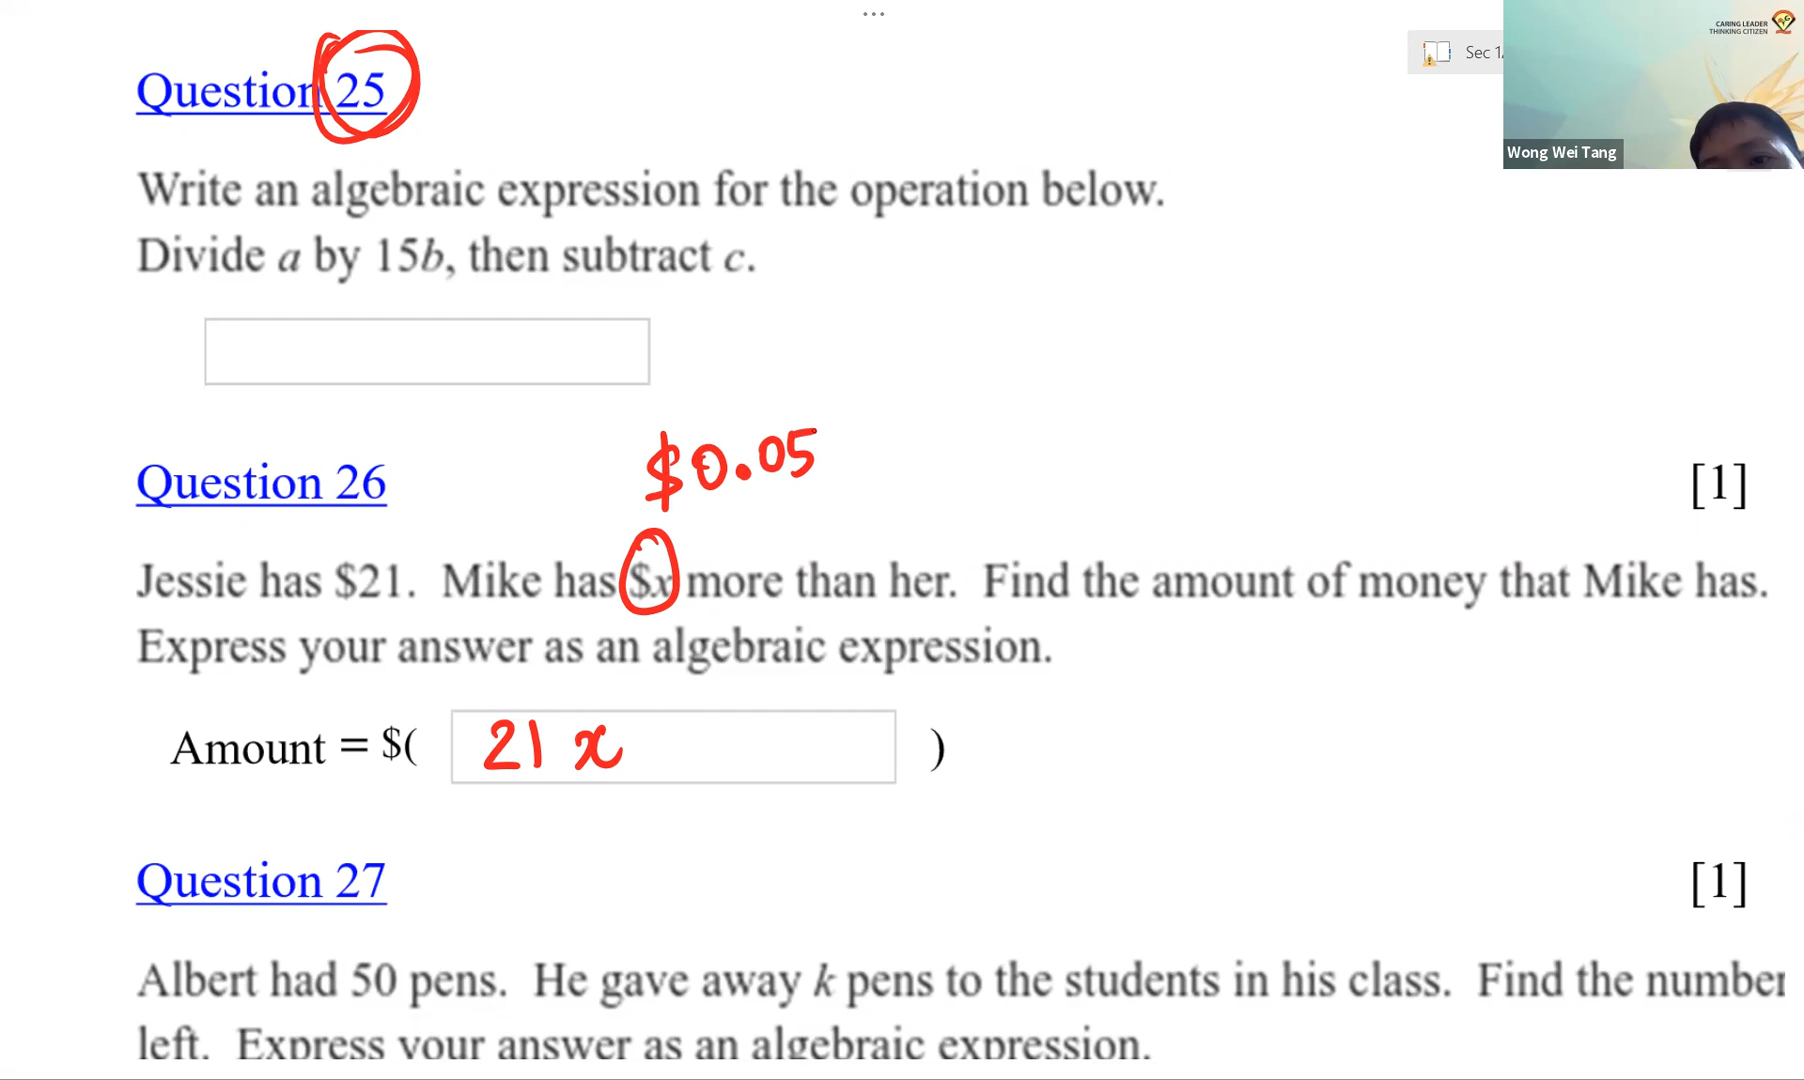 ...
CARING LEADER
THINKING CITIZEN
Sec 1
Wong Wei Tang
Question 25
Write an algebraic expression for the operation below.
Divide a by 15b, then subtract c.
$0.05
Question 26 [1]
Jessie has $21. Mike has $x more than her. Find the amount of money that Mike has.
Express your answer as an algebraic expression.
Amount = $( 21 x )
Question 27 [1]
Albert had 50 pens. He gave away k pens to the students in his class. Find the number
left. Express your answer as an algebraic expression.